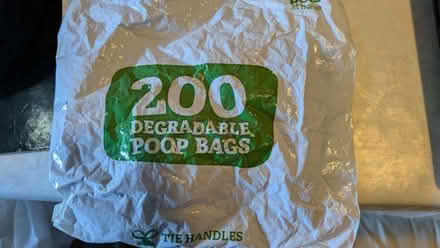 200
DEGRADABLE
POOP BAGS
TIE HANDLES